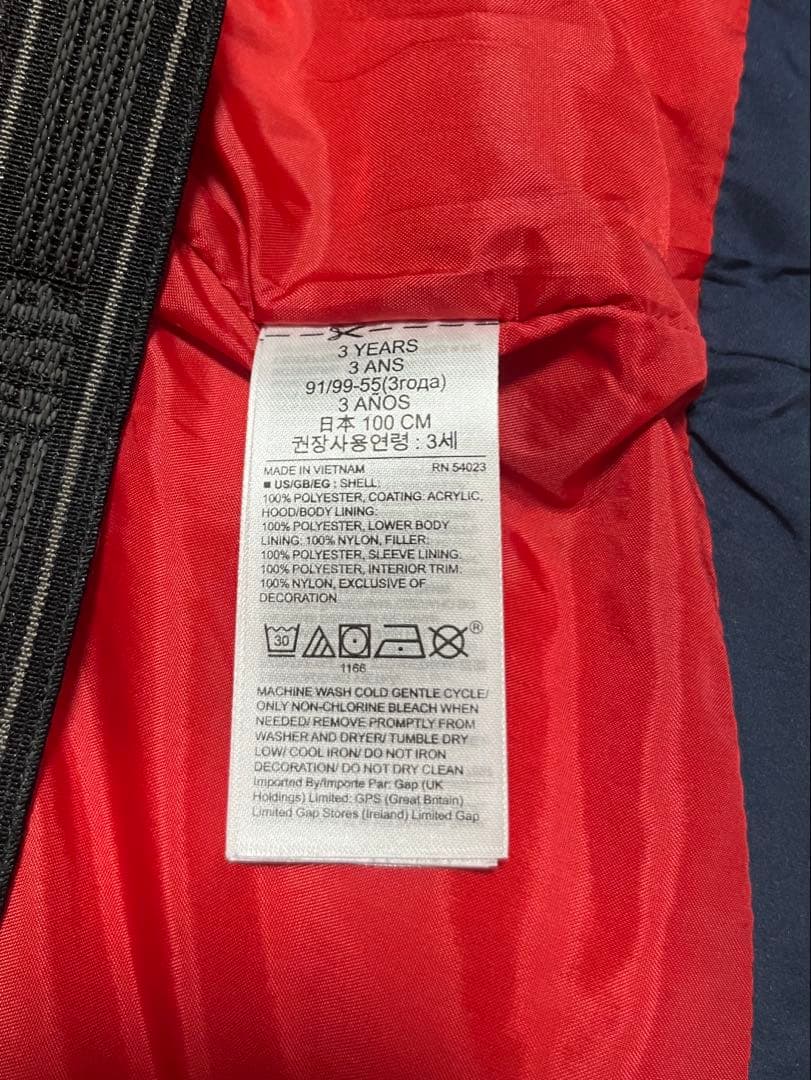 3 YEARS
3 ANS
91/99-55(3года)
3 AÑOS
日本 100 CM
권장사용연령 : 3세
MADE IN VIETNAM RN 54023
■ US/GB/EG : SHELL:
100% POLYESTER, COATING: ACRYLIC,
HOOD/BODY LINING:
100% POLYESTER, LOWER BODY
LINING: 100% NYLON, FILLER:
100% POLYESTER, SLEEVE LINING:
100% POLYESTER, INTERIOR TRIM:
100% NYLON, EXCLUSIVE OF
DECORATION
30 ®
1166
MACHINE WASH COLD GENTLE CYCLE/
ONLY NON-CHLORINE BLEACH WHEN
NEEDED/ REMOVE PROMPTLY FROM
WASHER AND DRYER/ TUMBLE DRY
LOW/ COOL IRON/ DO NOT IRON
DECORATION/ DO NOT DRY CLEAN
Imported By/Importe Par: Gap (UK
Holdings) Limited: GPS (Great Britain)
Limited Gap Stores (Ireland) Limited Gap